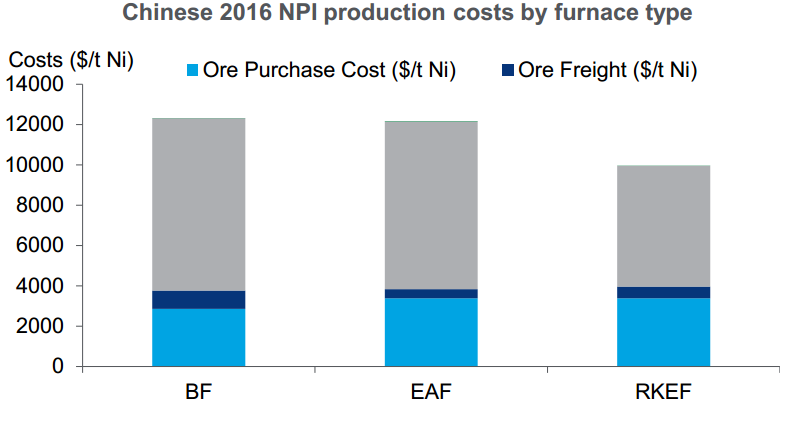 Chinese 2016 NPI production costs by furnace type
Costs ($/t Ni)
Ore Purchase Cost ($/t Ni) Ore Freight ($/t Ni)
14000
12000
10000
8000
6000
4000
2000
0
BF EAF RKEF